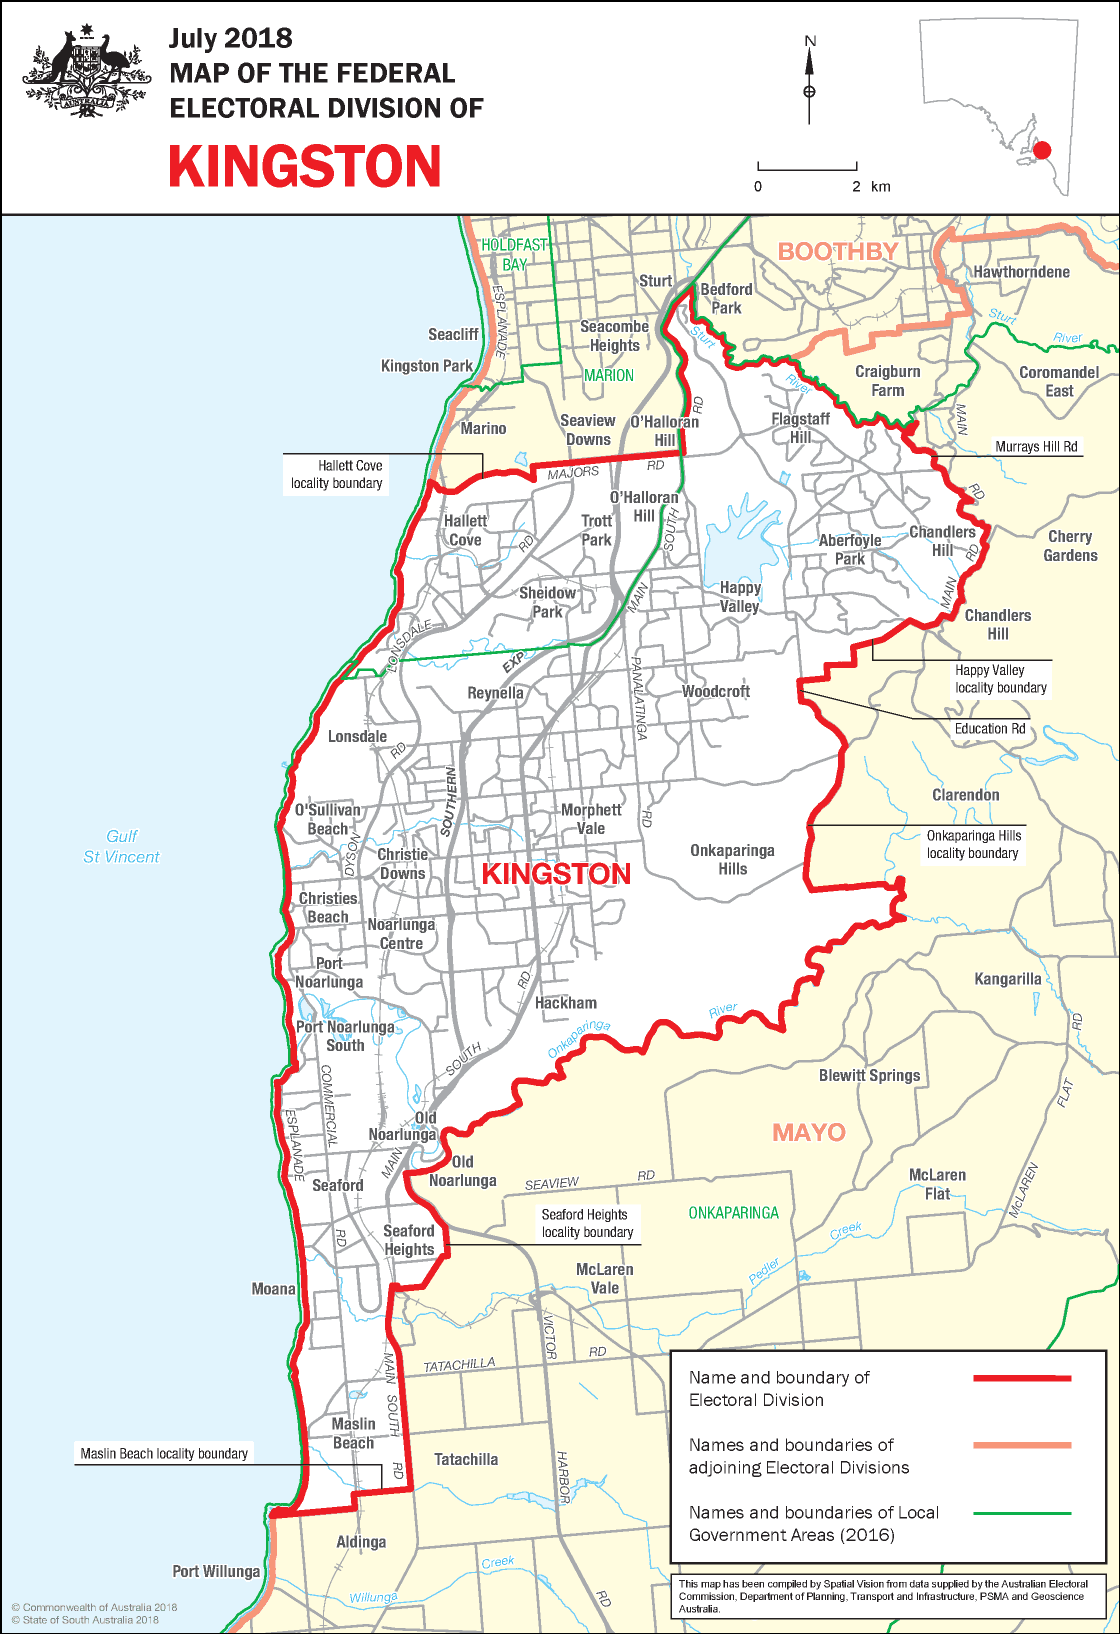 July 2018
MAP OF THE FEDERAL
ELECTORAL DIVISION OF
KINGSTON
AUSTRALIA
N
0 2 km
HOLDFAST
BAY
BOOTHBY
Hawthorndene
Sturt
Bedford
Park
ESPLANADE
Seacliff
Seacombe
Heights
Sturt
River
Sturt
River
Kingston Park
MARION
Craigburn
Farm
Coromandel
East
Marino
Seaview
Downs
O'Halloran
Hill
RD
Flagstaff
Hill
MAIN
Murrays Hill Rd
Hallett Cove
locality boundary
MAJORS
RD
RD
O'Halloran
Hill
Hallett
Cove
Trott
Park
RD
SOUTH
Aberfoyle
Park
Chandlers
Hill
RD
Cherry
Gardens
Sheidow
Park
MAIN
Happy
Valley
MAIN
Chandlers
Hill
LONSDALE
EXP
Reynella
PANALATINGA
Woodcroft
Happy Valley
locality boundary
Education Rd
Lonsdale
RD
SOUTHERN
Clarendon
O'Sullivan
Beach
Morphett
Vale
RD
Onkaparinga Hills
locality boundary
Gulf
St Vincent
DYSON
Christie
Downs
KINGSTON
Onkaparinga
Hills
Christies
Beach
Noarlunga
Centre
Port
Noarlunga
RD
Kangarilla
Hackham
Port Noarlunga
South
Onkaparinga
River
RD
SOUTH
Blewitt Springs
COMMERCIAL
FLAT
ESPLANADE
Old
Noarlunga
MAYO
MAIN
Old
Noarlunga
SEAVIEW
RD
McLaren
Flat
McLAREN
Seaford
ONKAPARINGA
Seaford Heights
locality boundary
RD
Seaford
Heights
Creek
Pedler
McLaren
Vale
Moana
VICTOR
MAIN
TATACHILLA
RD
SOUTH
Maslin
Beach
Maslin Beach locality boundary
RD
Tatachilla
HARBOR
Aldinga
Port Willunga
Creek
Willunga
RD
Name and boundary of
Electoral Division
Names and boundaries of
adjoining Electoral Divisions
Names and boundaries of Local
Government Areas (2016)
This map has been compiled by Spatial Vision from data supplied by the Australian Electoral
Commission, Department of Planning, Transport and Infrastructure, PSMA and Geoscience
Australia.
© Commonwealth of Australia 2018
© State of South Australia 2018